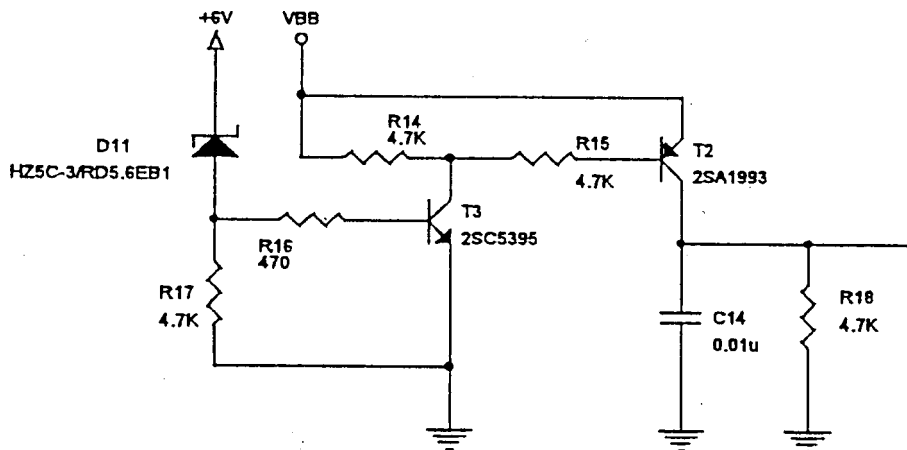 +6V
VBB
R14
4.7K
D11
HZ5C-3/RD5.6EB1
R15
4.7K
T2
2SA1993
T3
2SC5395
R16
470
R17
4.7K
C14
0.01u
R18
4.7K